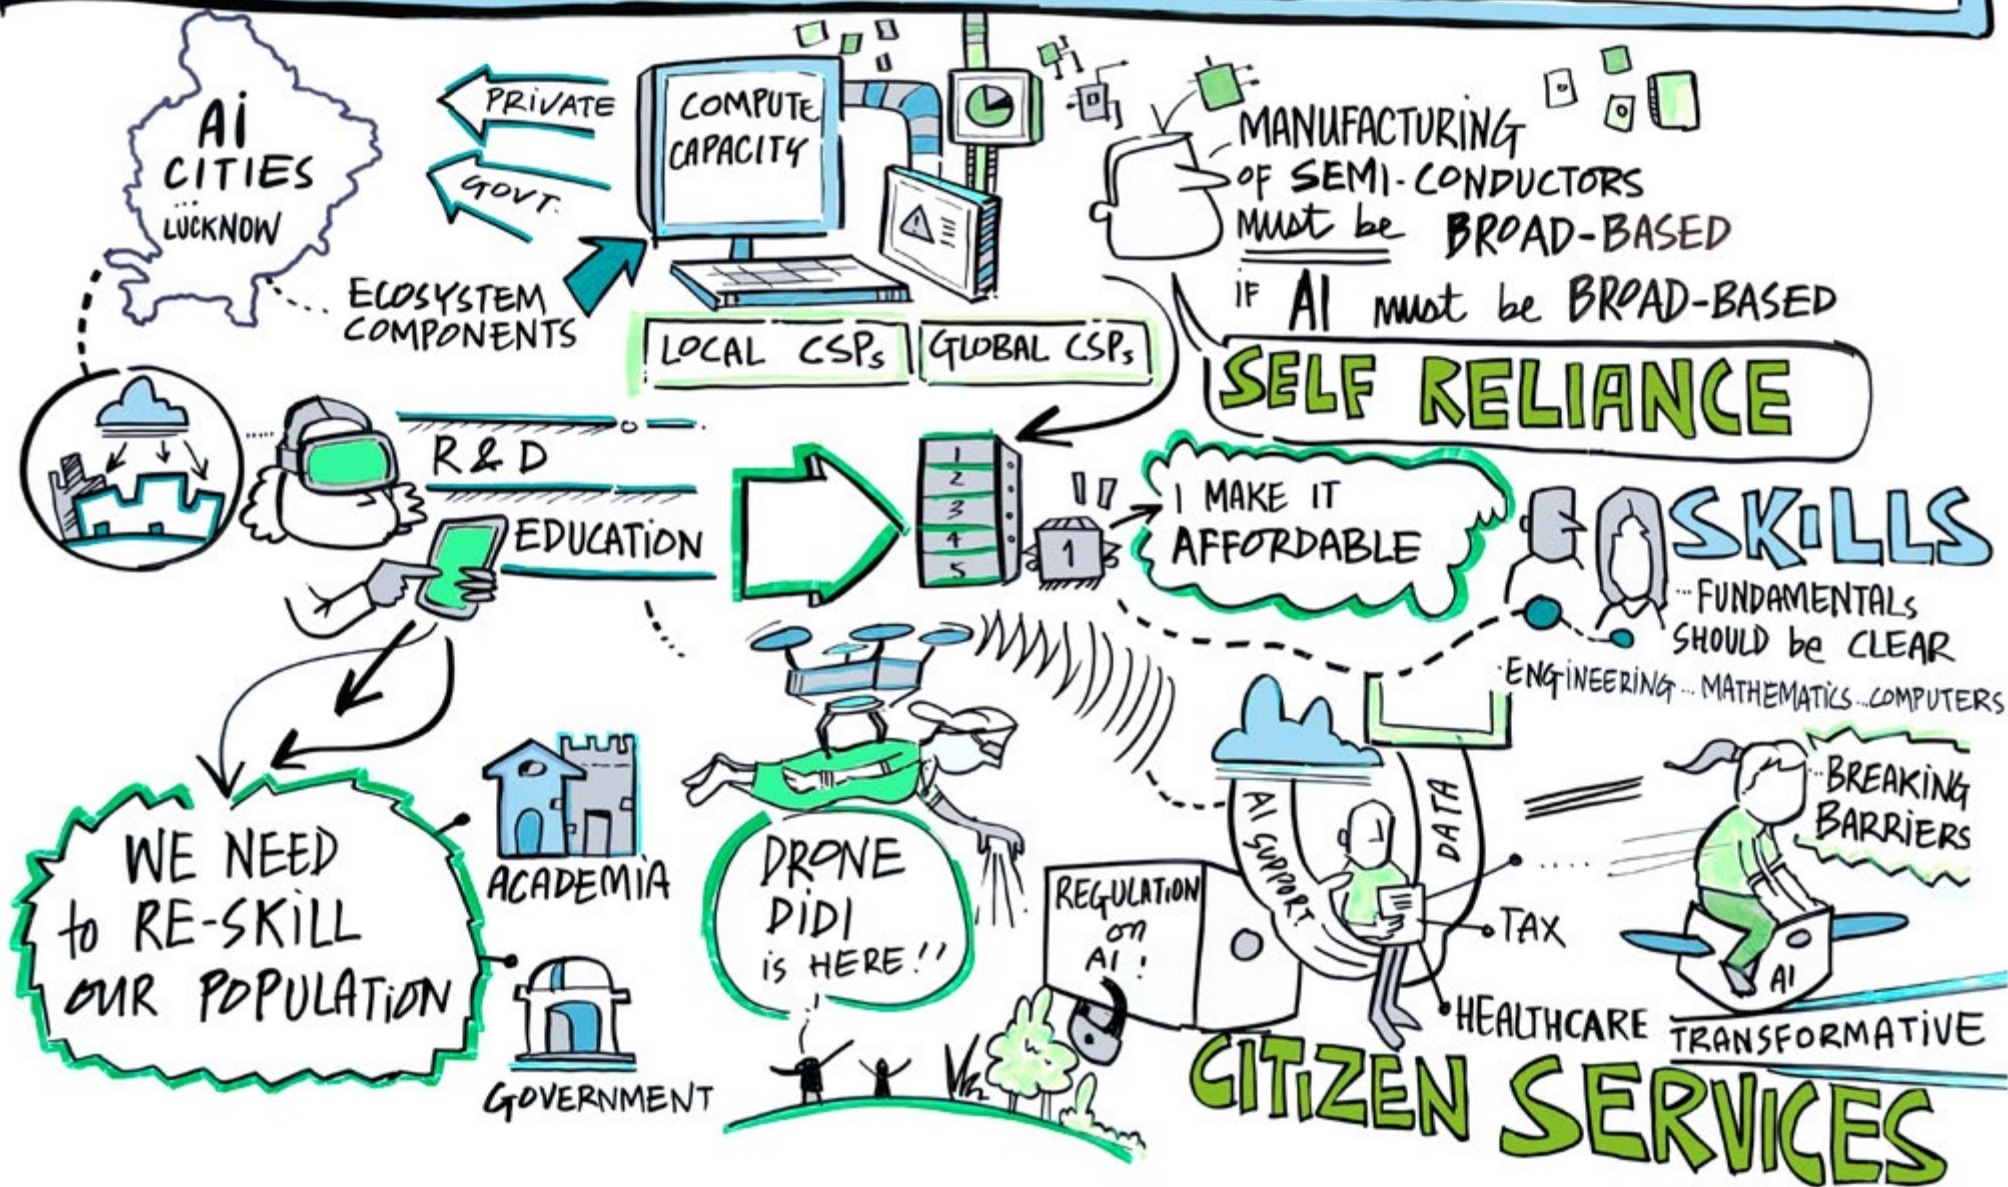 AI
CITIES
...
LUCKNOW
PRIVATE
GOVT.
ECOSYSTEM
COMPONENTS
COMPUTE
CAPACITY
LOCAL CSPs
GLOBAL CSPs
MANUFACTURING
OF SEMI-CONDUCTORS
must be BROAD-BASED
IF AI must be BROAD-BASED
SELF RELIANCE
R & D
EDUCATION
1
2
3
4
5
1
I MAKE IT
AFFORDABLE
SKILLS
...FUNDAMENTALS
SHOULD be CLEAR
ENGINEERING...MATHEMATICS...COMPUTERS
WE NEED
to RE-SKILL
OUR POPULATION
ACADEMIA
GOVERNMENT
DRONE
DIDI
is HERE!!
REGULATION
on
AI!
AI SUPPORT
DATA
TAX
HEALTHCARE
CITIZEN SERVICES
BREAKING
BARRIERS
AI
TRANSFORMATIVE